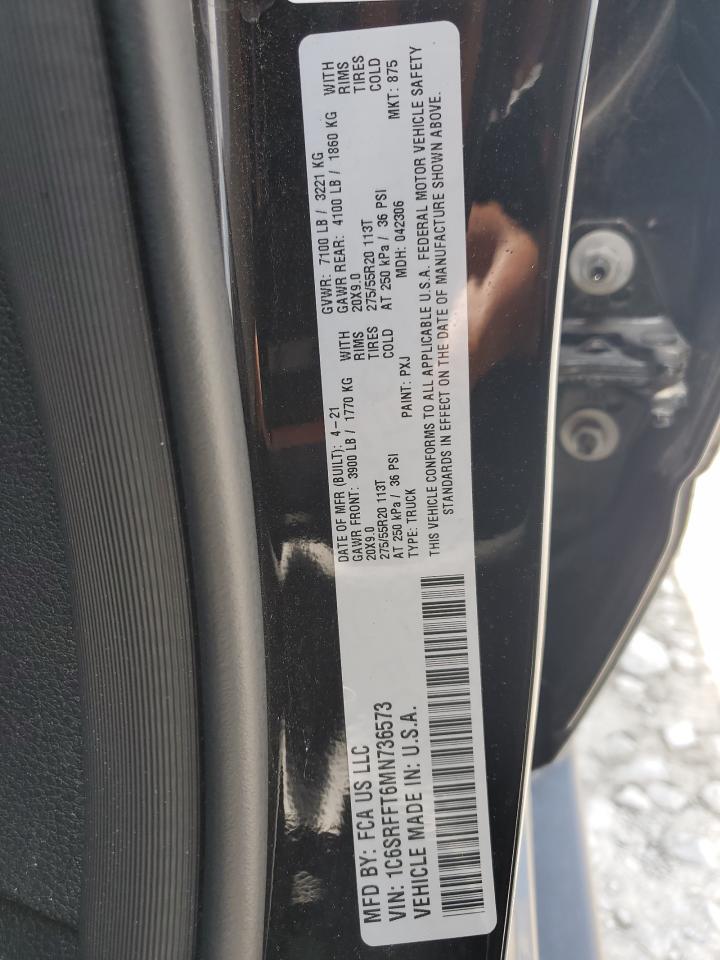 MFD BY: FCA US LLC
VIN: 1C6SRFFT6MN736573
VEHICLE MADE IN: U.S.A.
DATE OF MFR (BUILT): 4-21
GVWR: 7100 LB / 3221 KG
GAWR FRONT: 3900 LB / 1770 KG WITH
GAWR REAR: 4100 LB / 1860 KG WITH
20X9.0 RIMS
20X9.0 RIMS
275/55R20 113T TIRES
275/55R20 113T TIRES
AT 250 kPa / 36 PSI COLD
AT 250 kPa / 36 PSI COLD
TYPE: TRUCK PAINT: PXJ MDH: 042306 MKT: 875
THIS VEHICLE CONFORMS TO ALL APPLICABLE U.S.A. FEDERAL MOTOR VEHICLE SAFETY
STANDARDS IN EFFECT ON THE DATE OF MANUFACTURE SHOWN ABOVE.